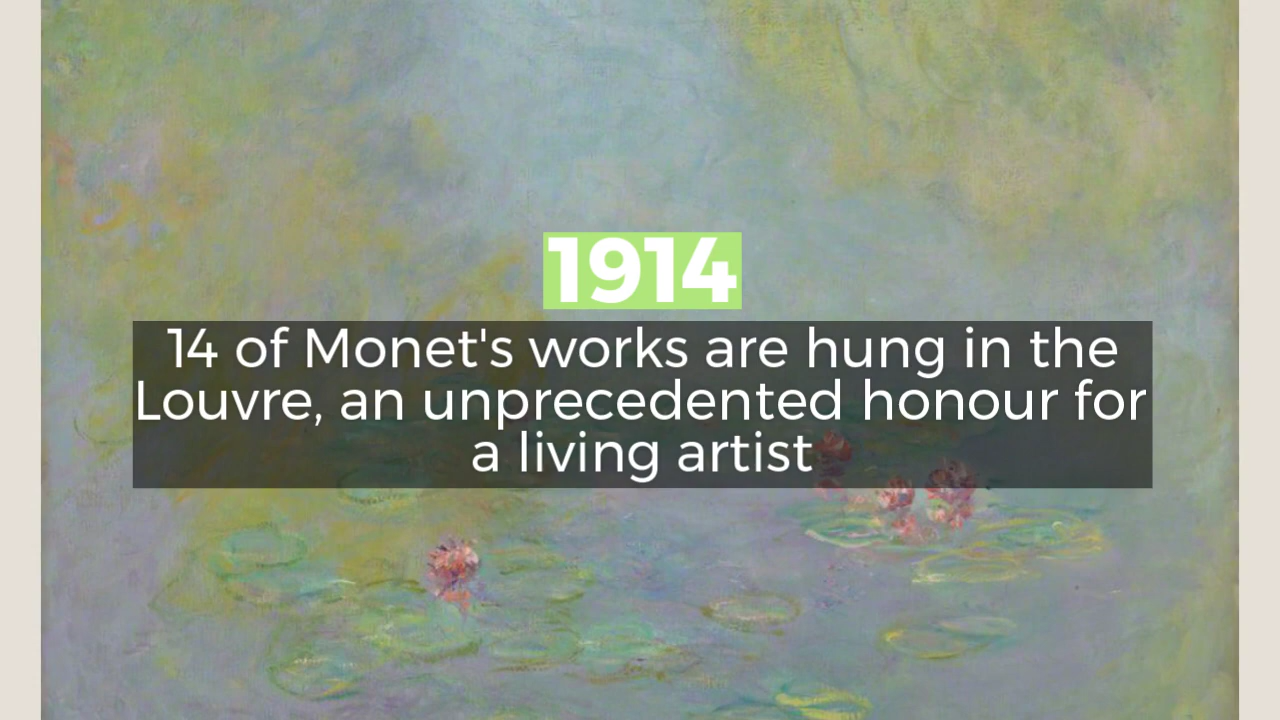 1914
14 of Monet's works are hung in the
Louvre, an unprecedented honour for
a living artist